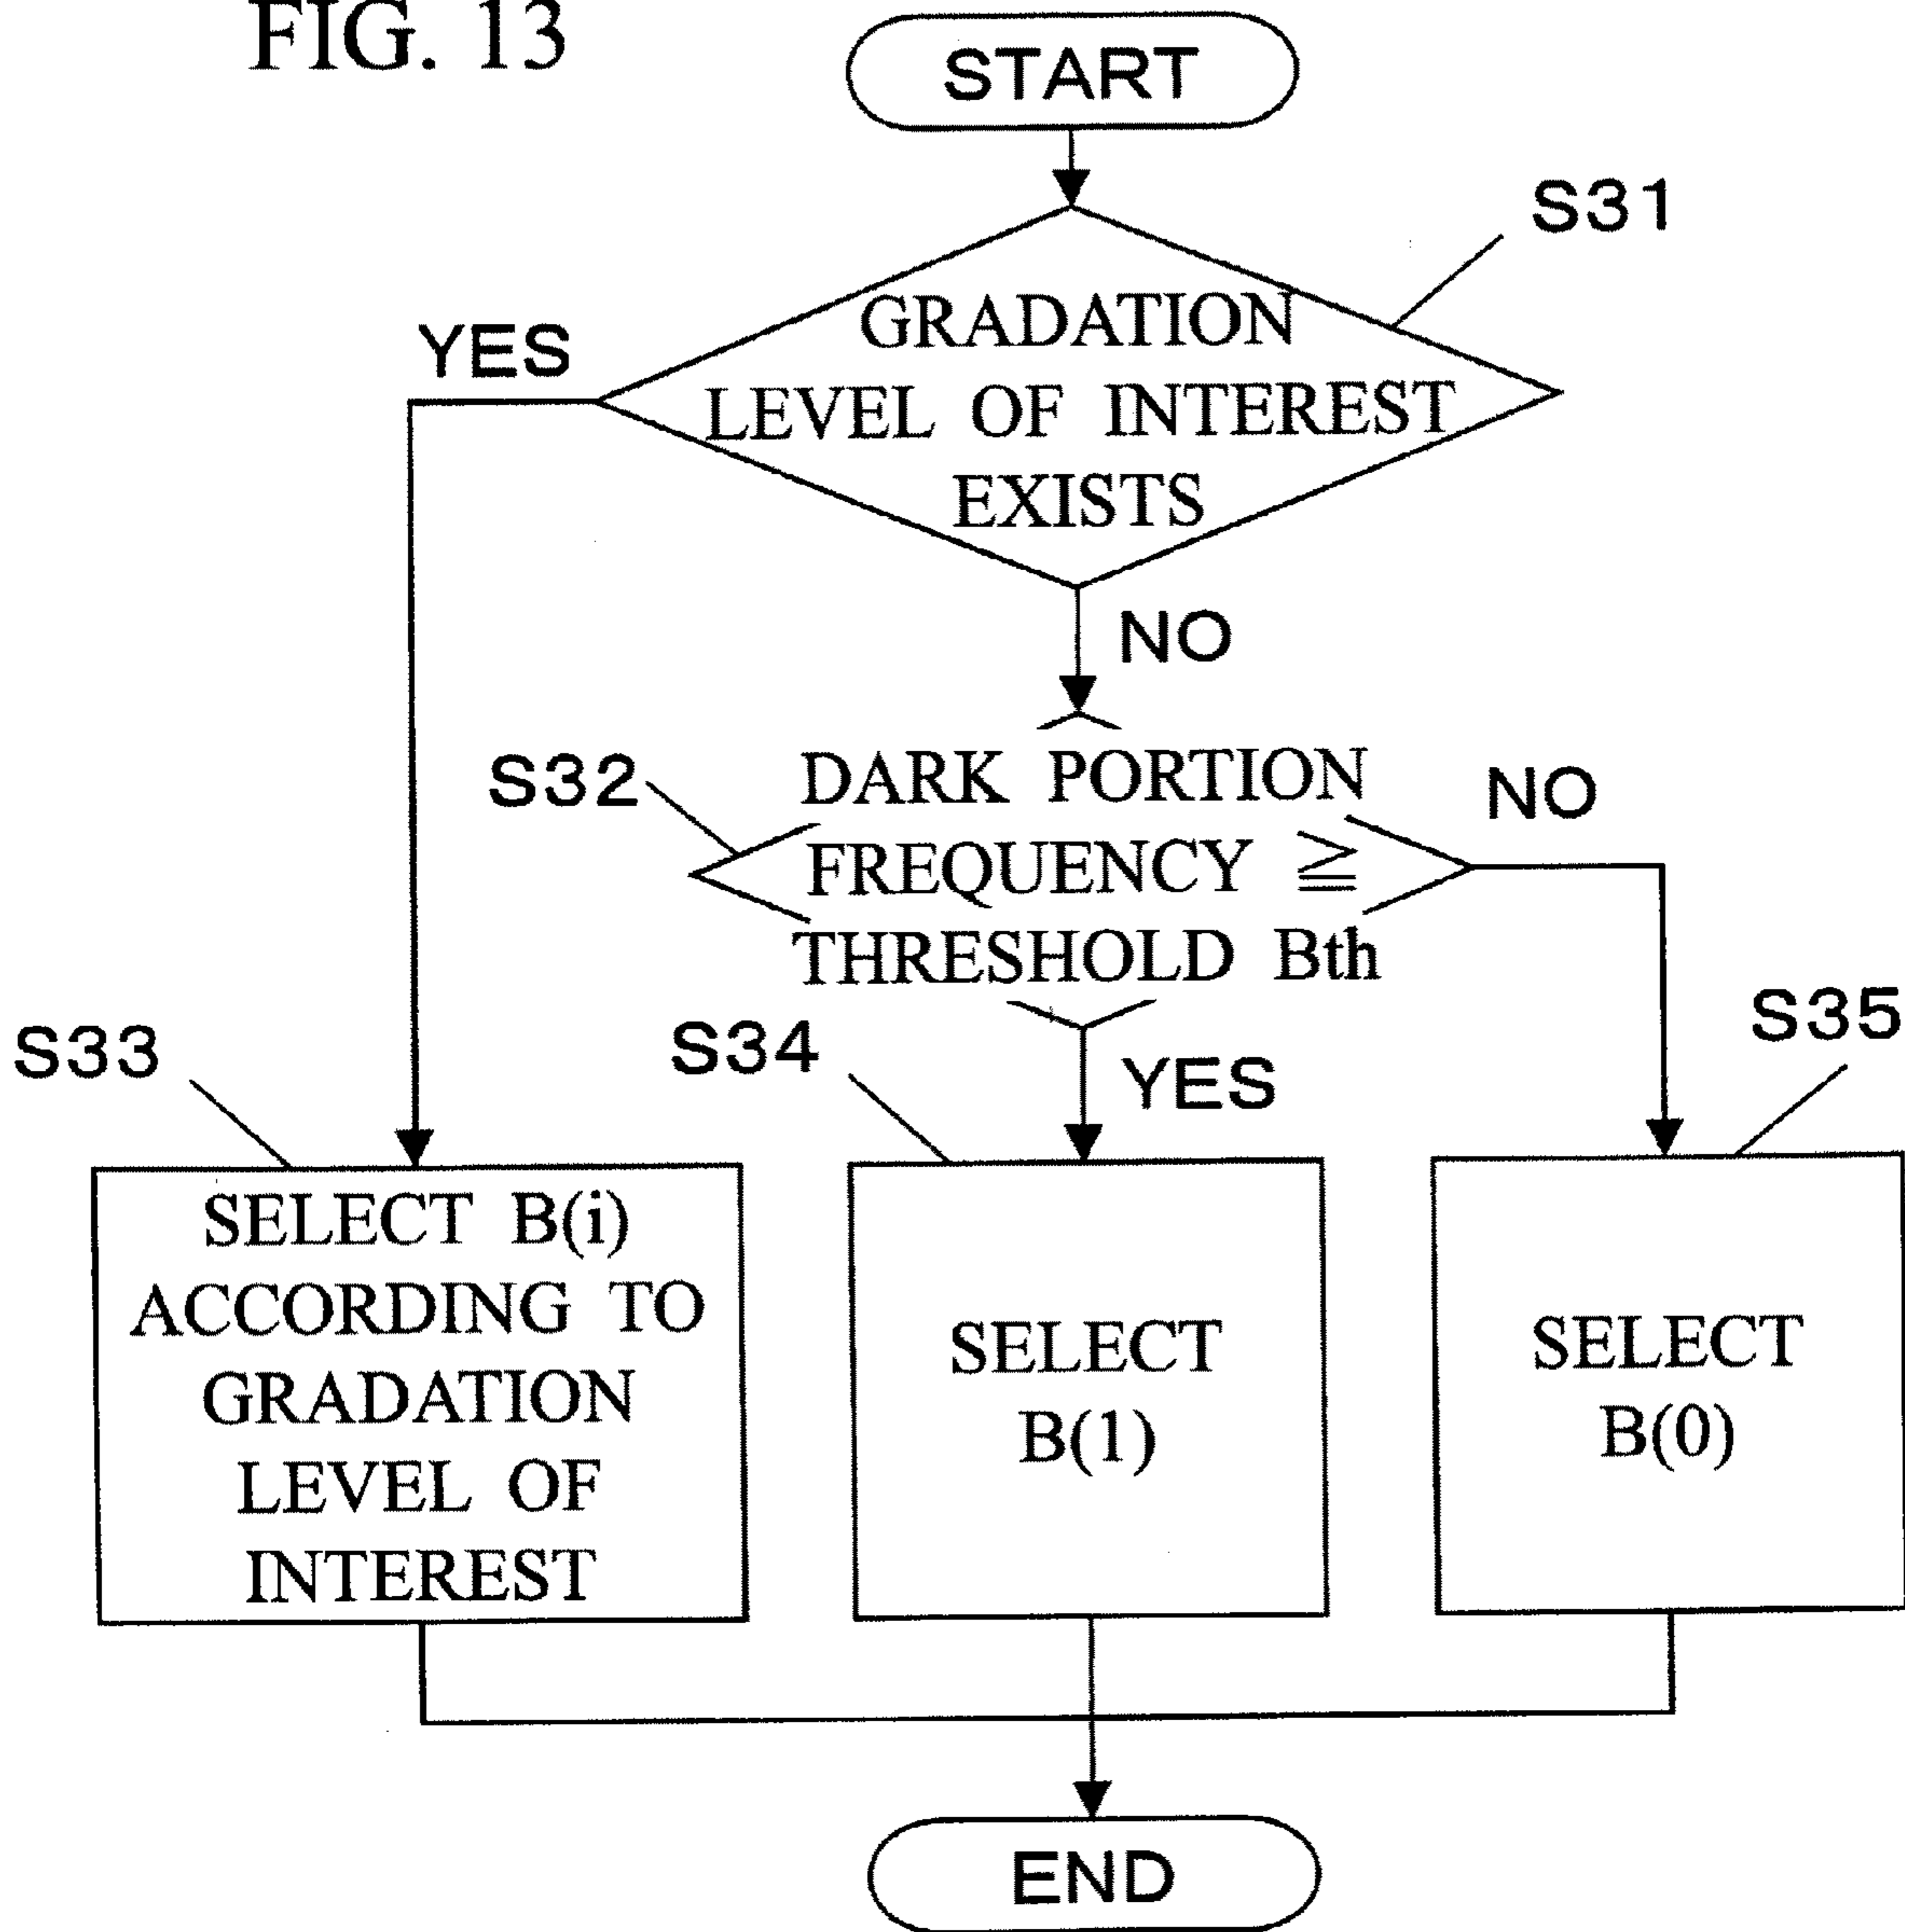 FIG. 13
START
S31
GRADATION
LEVEL OF INTEREST
EXISTS
YES
NO
S32
DARK PORTION
FREQUENCY ≧
THRESHOLD Bth
NO
YES
S33
SELECT B(i)
ACCORDING TO
GRADATION
LEVEL OF
INTEREST
S34
SELECT
B(1)
S35
SELECT
B(0)
END